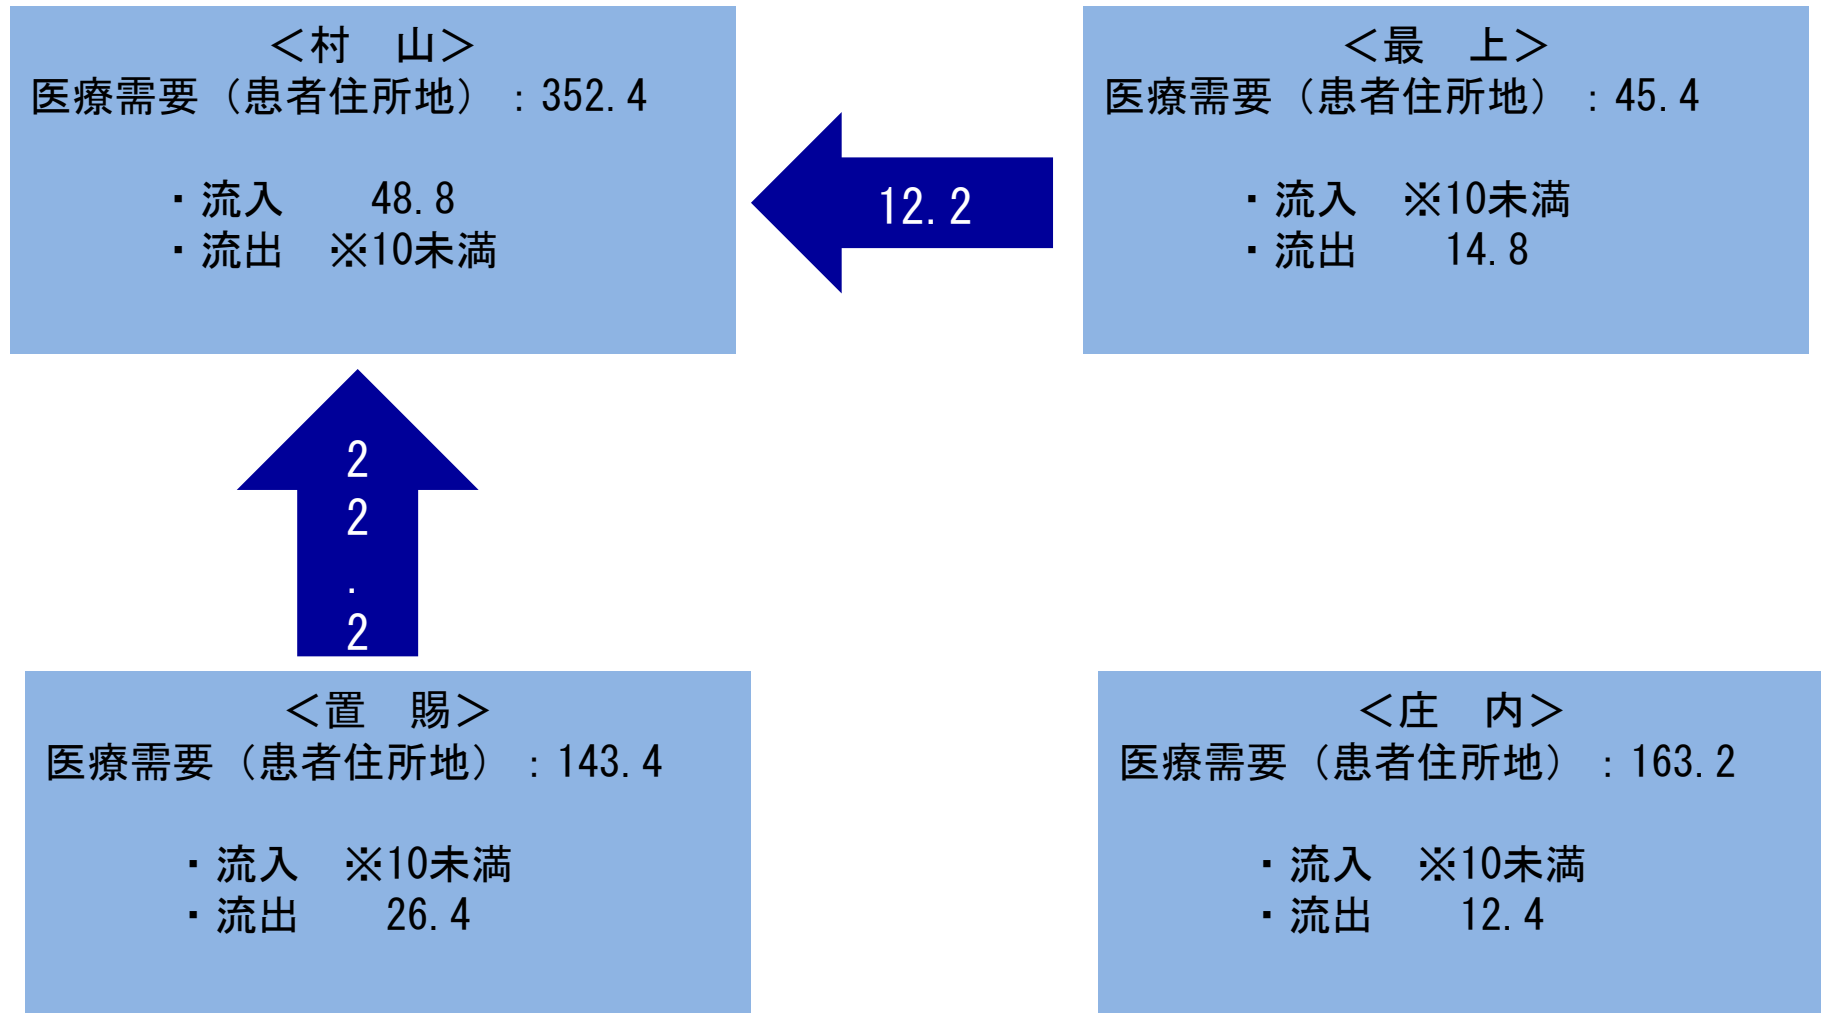 ＜村　山＞
医療需要（患者住所地）：352.4
・流入　　48.8
・流出　※10未満
12.2
＜最　上＞
医療需要（患者住所地）：45.4
・流入　※10未満
・流出　　14.8
22.2
＜置　賜＞
医療需要（患者住所地）：143.4
・流入　※10未満
・流出　　26.4
＜庄　内＞
医療需要（患者住所地）：163.2
・流入　※10未満
・流出　　12.4